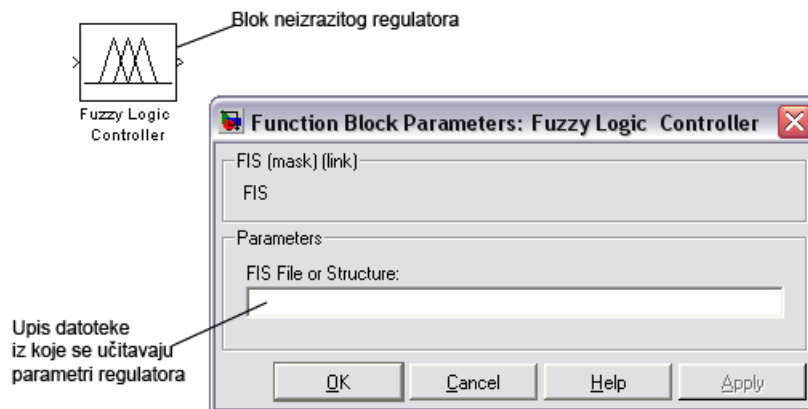 Blok neizrazitog regulatora
Fuzzy Logic
Controller
Function Block Parameters: Fuzzy Logic Controller
FIS (mask) (link)
FIS
Parameters
FIS File or Structure:
Upis datoteke
iz koje se učitavaju
parametri regulatora
OK
Cancel
Help
Apply